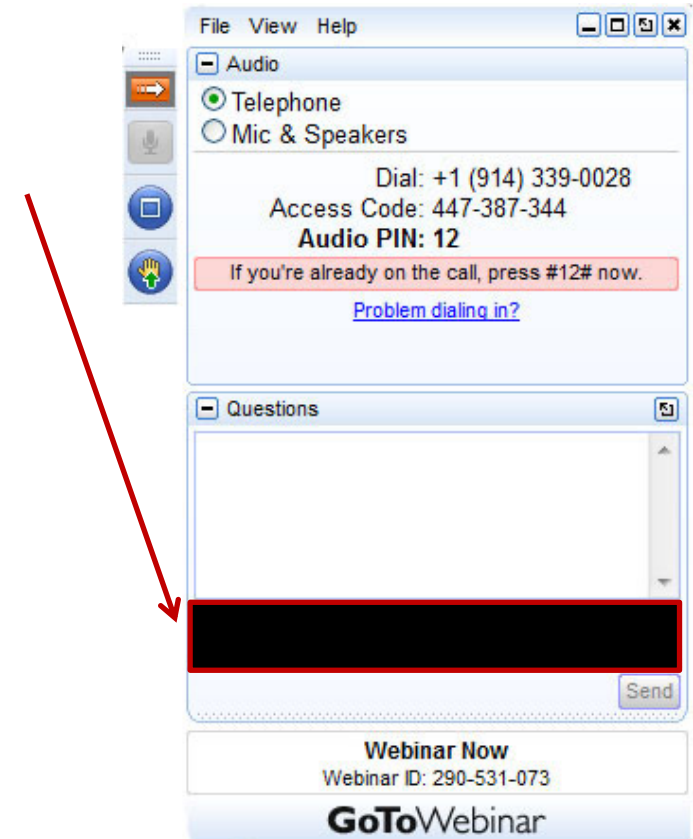 File View Help
Audio
Telephone
Mic & Speakers
Dial: +1 (914) 339-0028
Access Code: 447-387-344
Audio PIN: 12
If you're already on the call, press #12# now.
Problem dialing in?
Questions
Send
Webinar Now
Webinar ID: 290-531-073
GoToWebinar